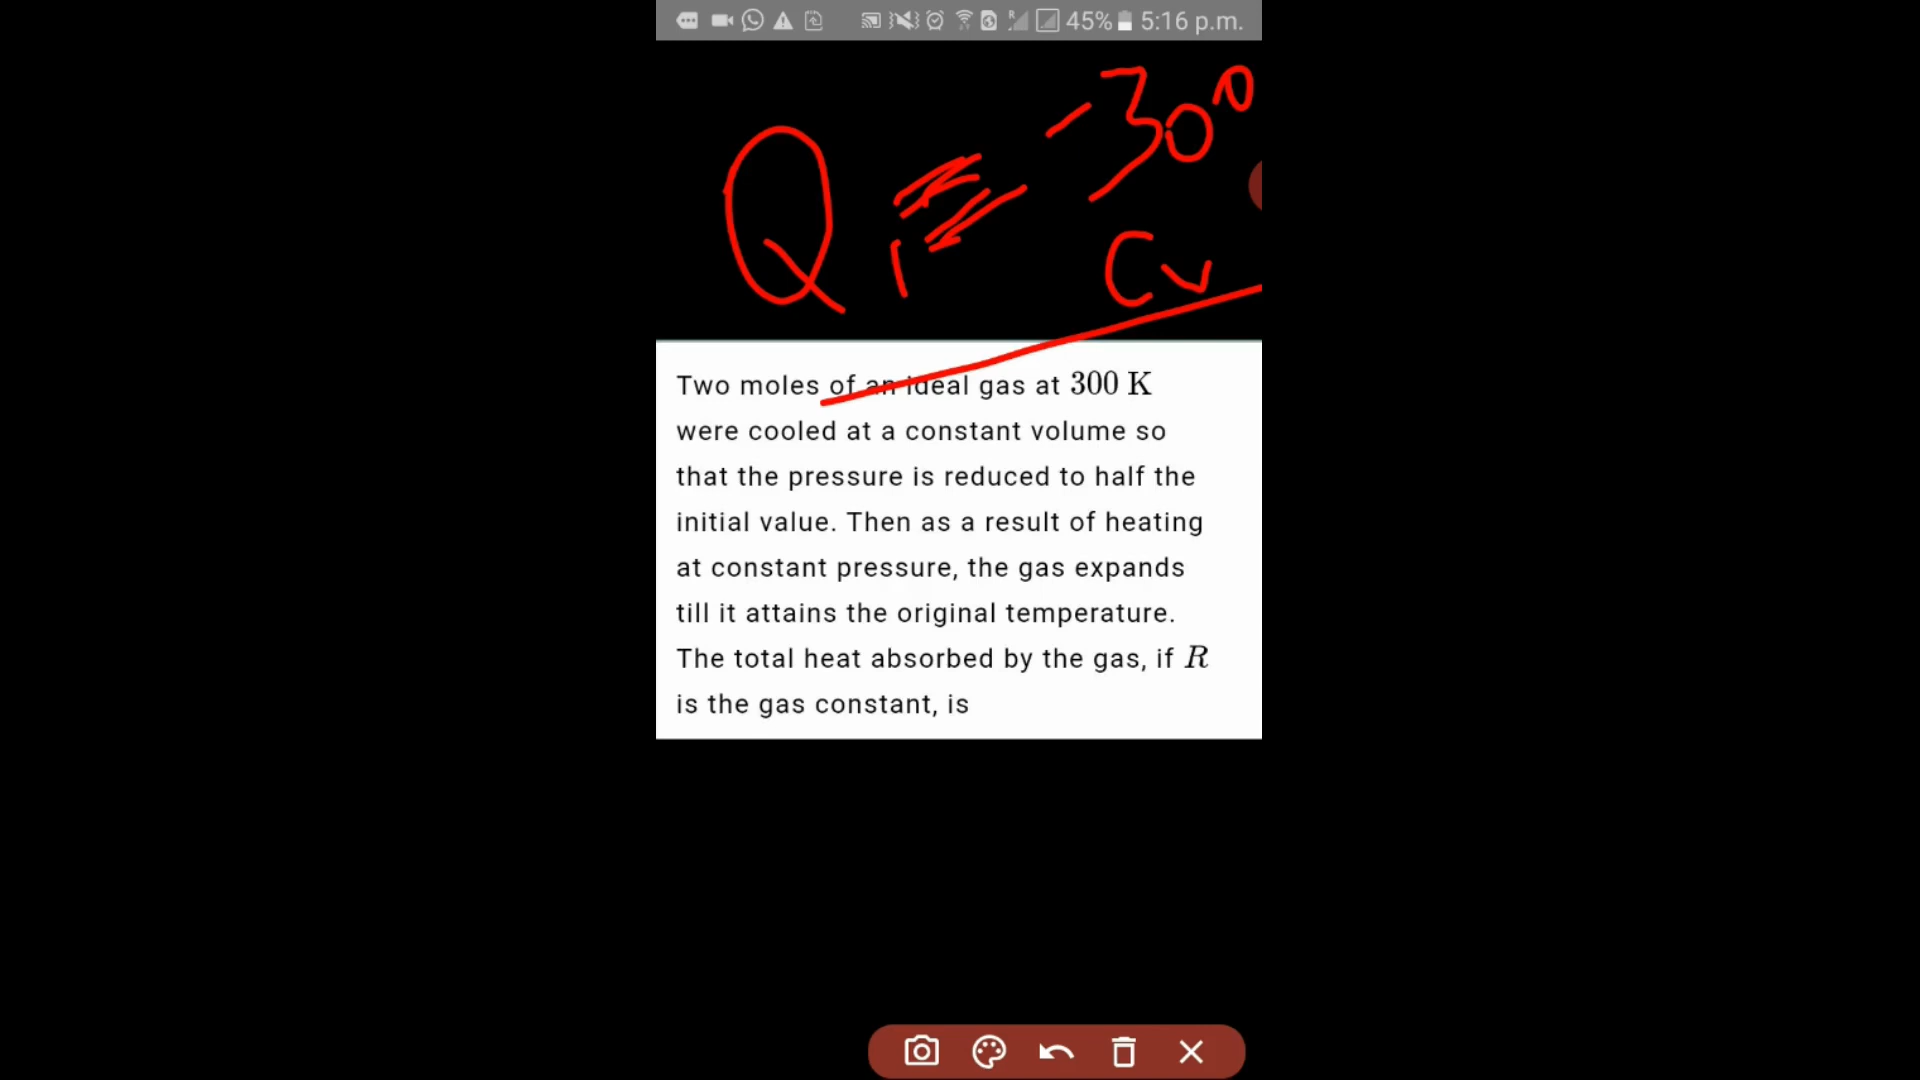 45% 5:16 p.m.
Q₁ = -300
Cv
Two moles of an ideal gas at 300 K
were cooled at a constant volume so
that the pressure is reduced to half the
initial value. Then as a result of heating
at constant pressure, the gas expands
till it attains the original temperature.
The total heat absorbed by the gas, if R
is the gas constant, is